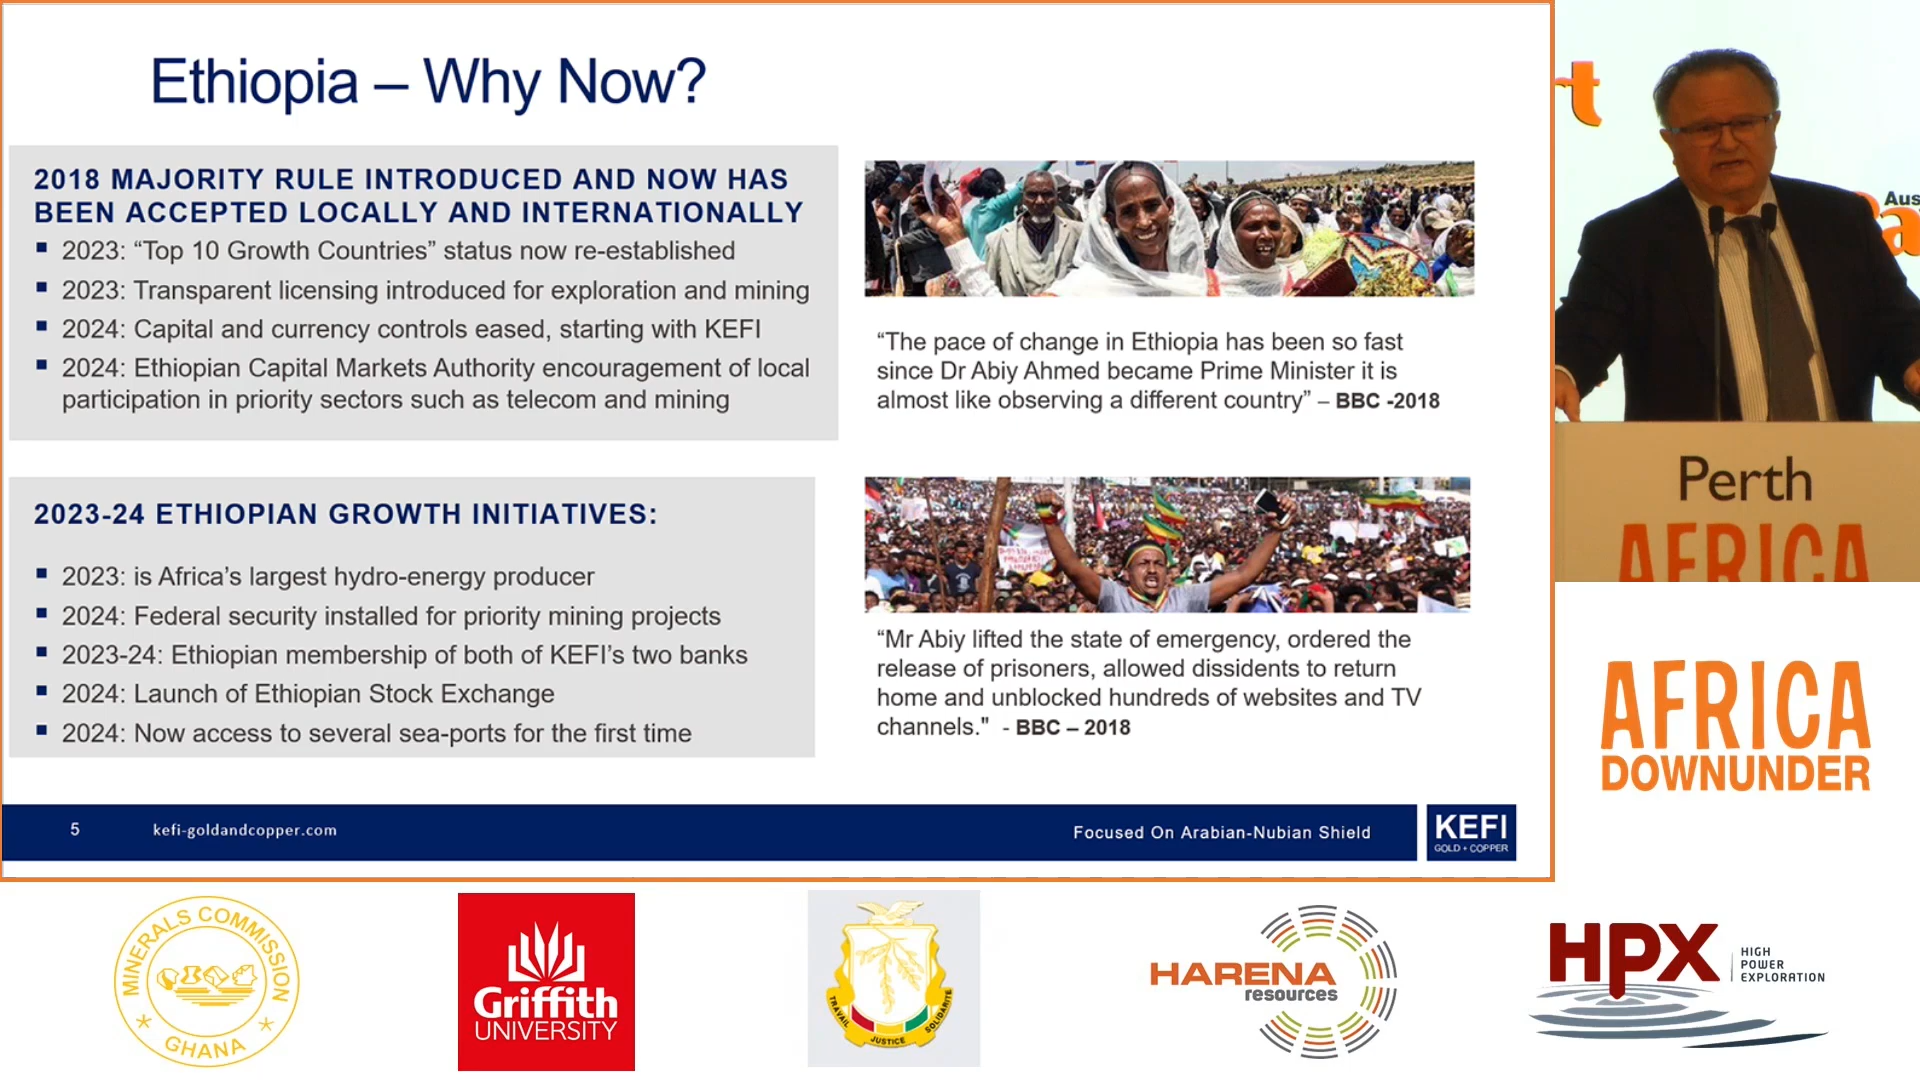 Ethiopia – Why Now?
2018 MAJORITY RULE INTRODUCED AND NOW HAS
BEEN ACCEPTED LOCALLY AND INTERNATIONALLY
▪ 2023: “Top 10 Growth Countries” status now re-established
▪ 2023: Transparent licensing introduced for exploration and mining
▪ 2024: Capital and currency controls eased, starting with KEFI
▪ 2024: Ethiopian Capital Markets Authority encouragement of local
participation in priority sectors such as telecom and mining
“The pace of change in Ethiopia has been so fast
since Dr Abiy Ahmed became Prime Minister it is
almost like observing a different country” – BBC -2018
2023-24 ETHIOPIAN GROWTH INITIATIVES:
▪ 2023: is Africa’s largest hydro-energy producer
▪ 2024: Federal security installed for priority mining projects
▪ 2023-24: Ethiopian membership of both of KEFI’s two banks
▪ 2024: Launch of Ethiopian Stock Exchange
▪ 2024: Now access to several sea-ports for the first time
“Mr Abiy lifted the state of emergency, ordered the
release of prisoners, allowed dissidents to return
home and unblocked hundreds of websites and TV
channels." - BBC – 2018
5
kefi-goldandcopper.com
Focused On Arabian-Nubian Shield
KEFI
GOLD + COPPER
Aus
Perth
AFRICA
AFRICA
DOWNUNDER
MINERALS COMMISSION
GHANA
Griffith
UNIVERSITY
TRAVAIL
JUSTICE
SOLIDARITE
HARENA
resources
HPX
HIGH
POWER
EXPLORATION